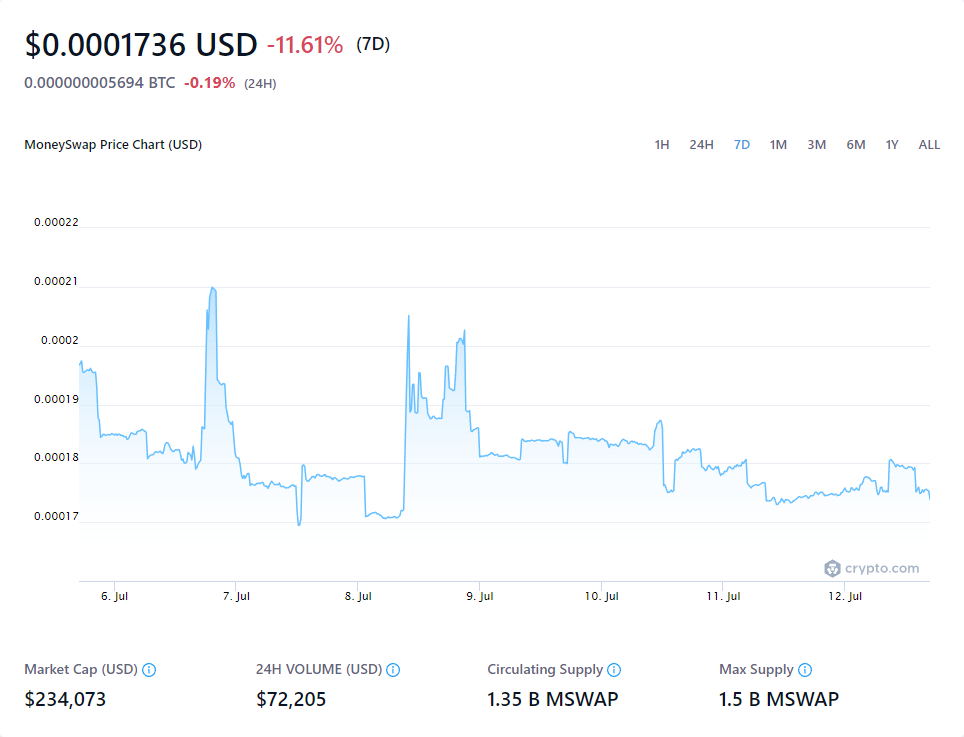 $0.0001736 USD -11.61% (7D)
0.000000005694 BTC -0.19% (24H)
MoneySwap Price Chart (USD) 1H 24H 7D 1M 3M 6M 1Y ALL
0.00022
0.00021
0.0002
0.00019
0.00018
0.00017
crypto.com
6. Jul 7. Jul 8. Jul 9. Jul 10. Jul 11. Jul 12. Jul
Market Cap (USD) 24H VOLUME (USD) Circulating Supply Max Supply
$234,073 $72,205 1.35 B MSWAP 1.5 B MSWAP